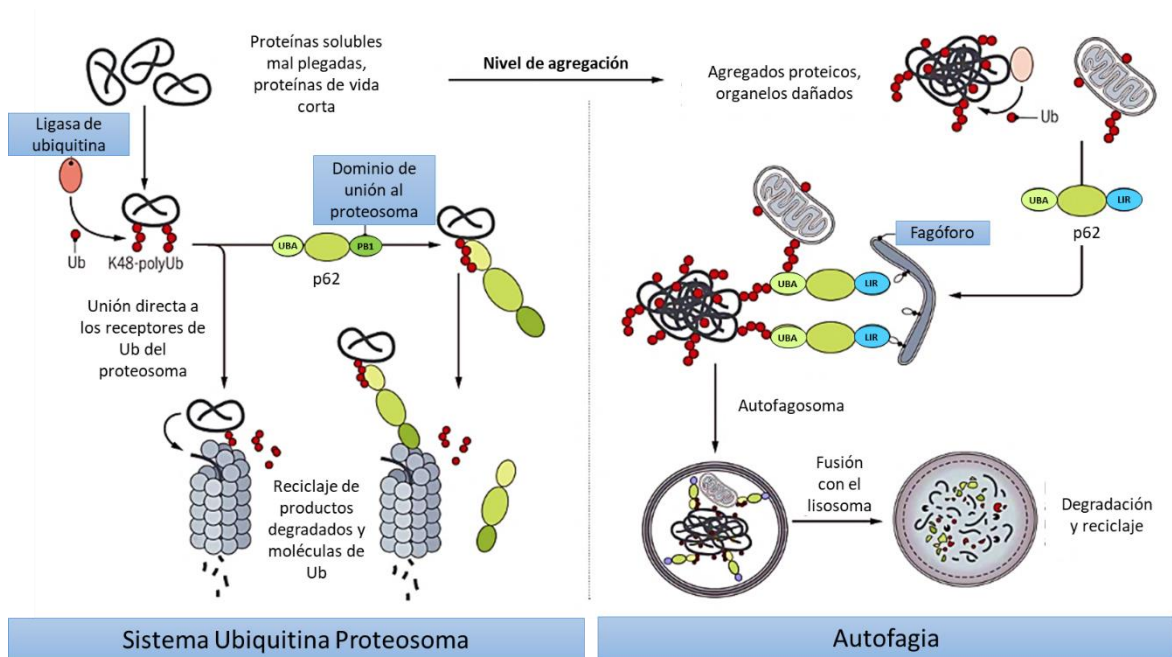 Proteínas solubles
mal plegadas,
proteínas de vida
corta
Nivel de agregación
Agregados proteicos,
organelos dañados
Ub
Ligasa de
ubiquitina
Ub
K48-polyUb
Dominio de
unión al
proteosoma
UBA
PB1
p62
Unión directa a
los receptores de
Ub del
proteosoma
Reciclaje de
productos
degradados y
moléculas de
Ub
UBA
LIR
p62
Fagóforo
UBA
LIR
UBA
LIR
Autofagosoma
Fusión
con el
lisosoma
Degradación
y reciclaje
Sistema Ubiquitina Proteosoma
Autofagia